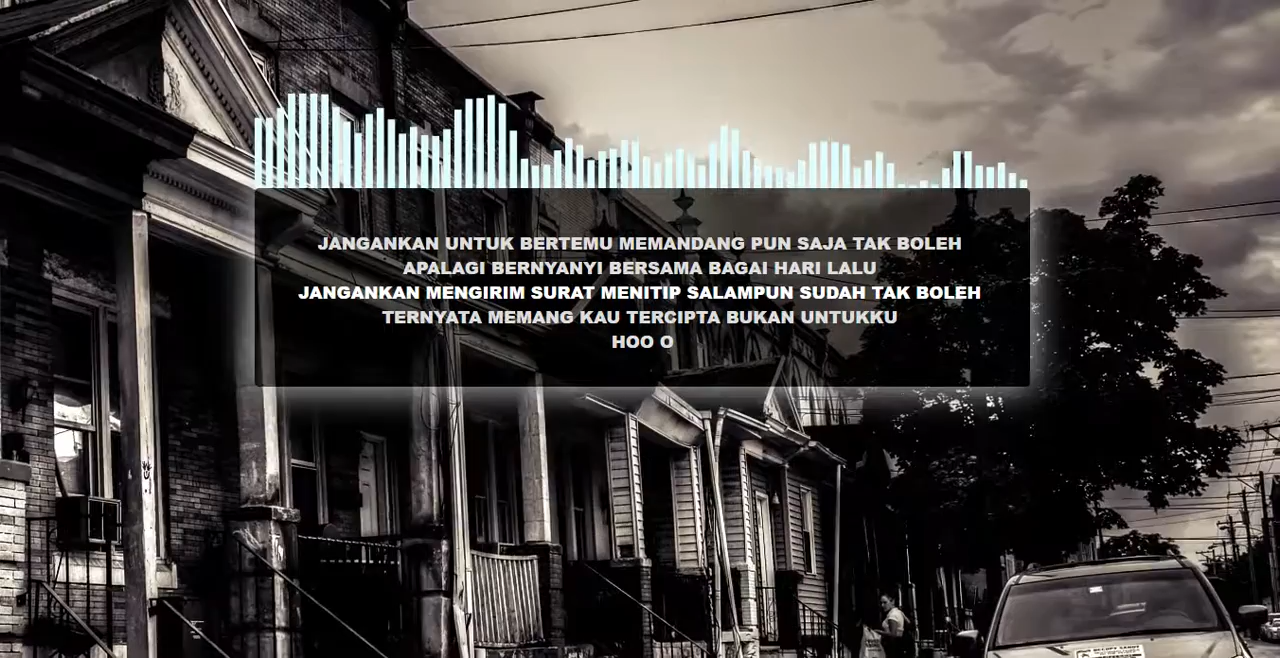 JANGANKAN UNTUK BERTEMU MEMANDANG PUN SAJA TAK BOLEH
APALAGI BERNYANYI BERSAMA BAGAI HARI LALU
JANGANKAN MENGIRIM SURAT MENITIP SALAMPUN SUDAH TAK BOLEH
TERNYATA MEMANG KAU TERCIPTA BUKAN UNTUKKU
HOO O